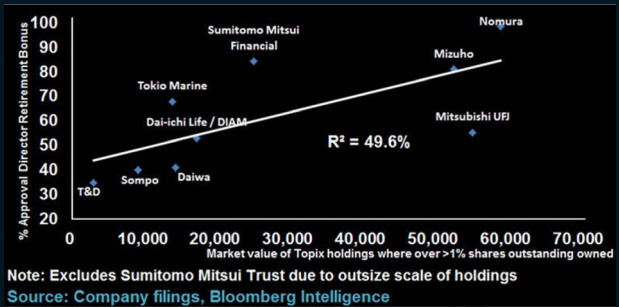 % Approval Director Retirement Bonus
100
90
80
70
60
50
40
30
20
Nomura
Sumitomo Mitsui
Financial
Mizuho
Tokio Marine
Dai-ichi Life / DIAM
Mitsubishi UFJ
R² = 49.6%
T&D
Sompo
Daiwa
0
10,000
20,000
30,000
40,000
50,000
60,000
70,000
Market value of Topix holdings where over >1% shares outstanding owned
Note: Excludes Sumitomo Mitsui Trust due to outsize scale of holdings
Source: Company filings, Bloomberg Intelligence